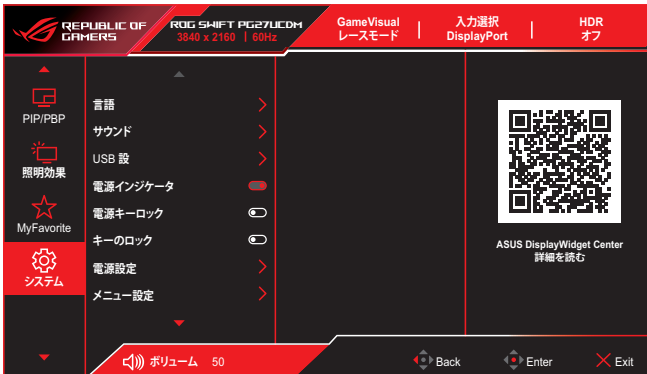 REPUBLIC OF
GAMERS
ROG SWIFT PG27UCDM
3840 x 2160 | 60Hz
GameVisual
レースモード
入力選択
DisplayPort
HDR
オフ
PIP/PBP
照明効果
MyFavorite
システム
言語
サウンド
USB 設
電源インジケータ
電源キーロック
キーのロック
電源設定
メニュー設定
ASUS DisplayWidget Center
詳細を読む
ボリューム 50
Back
Enter
Exit